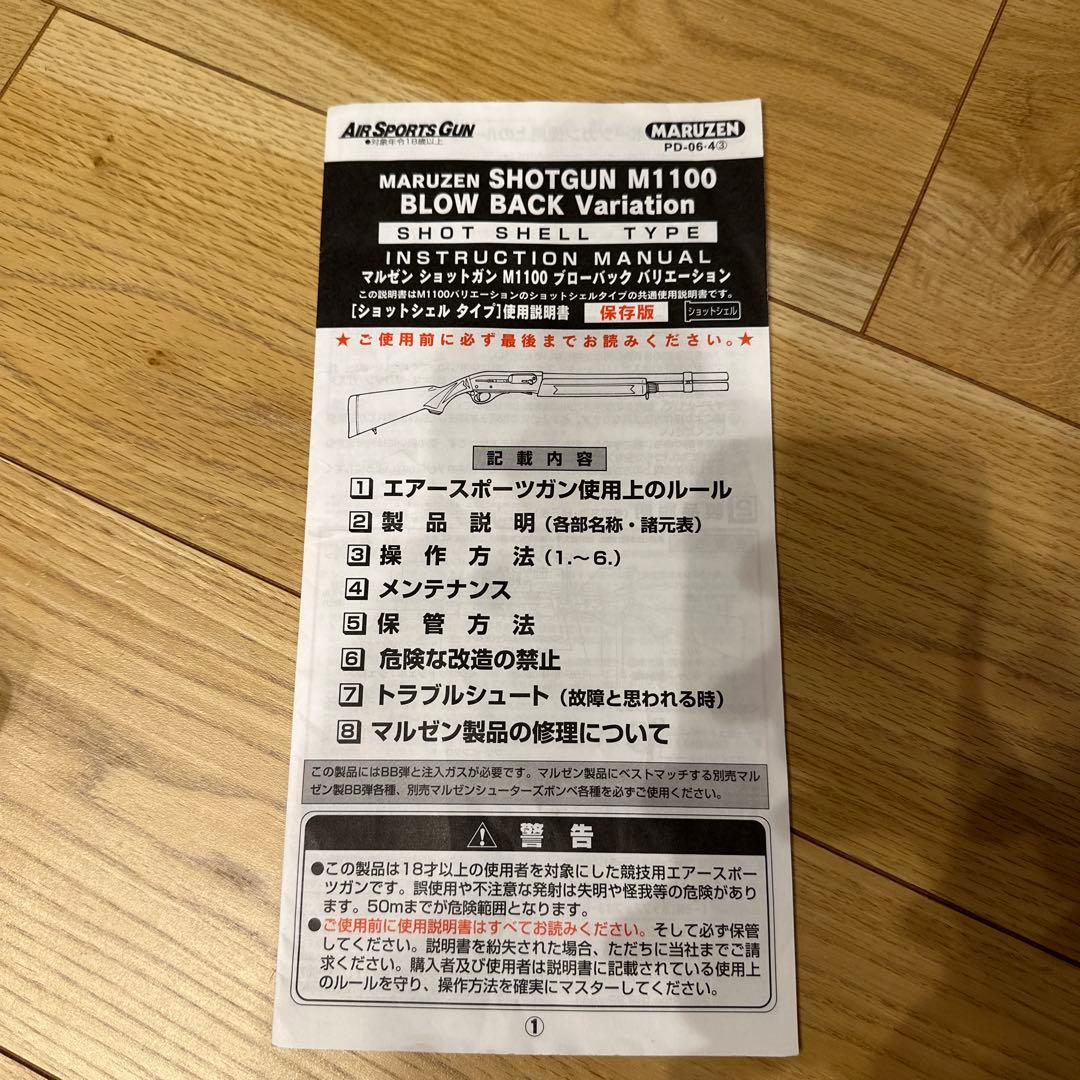 AIR SPORTS GUN
●対象年令18歳以上
MARUZEN
PD-06-4③
MARUZEN SHOTGUN M1100
BLOW BACK Variation
SHOT SHELL TYPE
INSTRUCTION MANUAL
マルゼン ショットガン M1100 ブローバック バリエーション
この説明書はM1100バリエーションのショットシェルタイプの共通使用説明書です。
[ショットシェル タイプ]使用説明書 保存版 ショットシェル
★ご使用前に必ず最後までお読みください。★
記載内容
1 エアースポーツガン使用上のルール
2 製品説明(各部名称・諸元表)
3 操作方法(1.〜6.)
4 メンテナンス
5 保管方法
6 危険な改造の禁止
7 トラブルシュート(故障と思われる時)
8 マルゼン製品の修理について
この製品にはBB弾と注入ガスが必要です。マルゼン製品にベストマッチする別売マル
ゼン製BB弾各種、別売マルゼンシューターズボンベ各種を必ずご使用ください。
警告
●この製品は18才以上の使用者を対象にした競技用エアースポー
ツガンです。誤使用や不注意な発射は失明や怪我等の危険があり
ます。50mまでが危険範囲となります。
●ご使用前に使用説明書はすべてお読みください。そして必ず保管
してください。説明書を紛失された場合、ただちに当社までご請
求ください。購入者及び使用者は説明書に記載されている使用上
のルールを守り、操作方法を確実にマスターしてください。
①